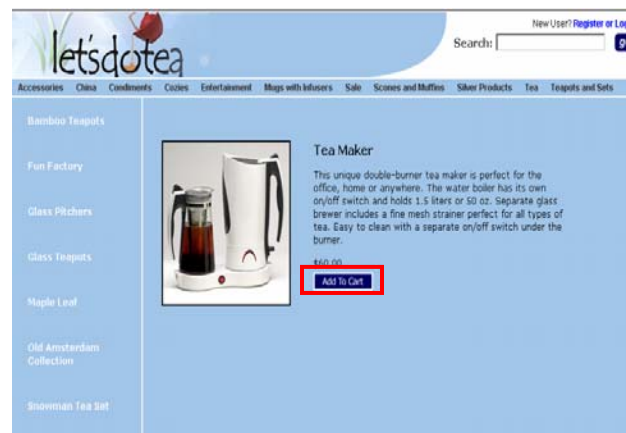 New User? Register or Log
let'sdotea
Search:
g
Accessories China Condiments Cozies Entertainment Mugs with Infusers Sale Scones and Muffins Silver Products Tea Teapots and Sets
Bamboo Teapots
Fun Factory
Glass Pitchers
Glass Teapots
Maple Leaf
Old Amsterdam
Collection
Snowman Tea Set
Tea Maker
This unique double-burner tea maker is perfect for the
office, home or anywhere. The water boiler has its own
on/off switch and holds 1.5 liters or 50 oz. Separate glass
brewer includes a fine mesh strainer perfect for all types of
tea. Easy to clean with a separate on/off switch under the
burner.
$60.00
Add To Cart